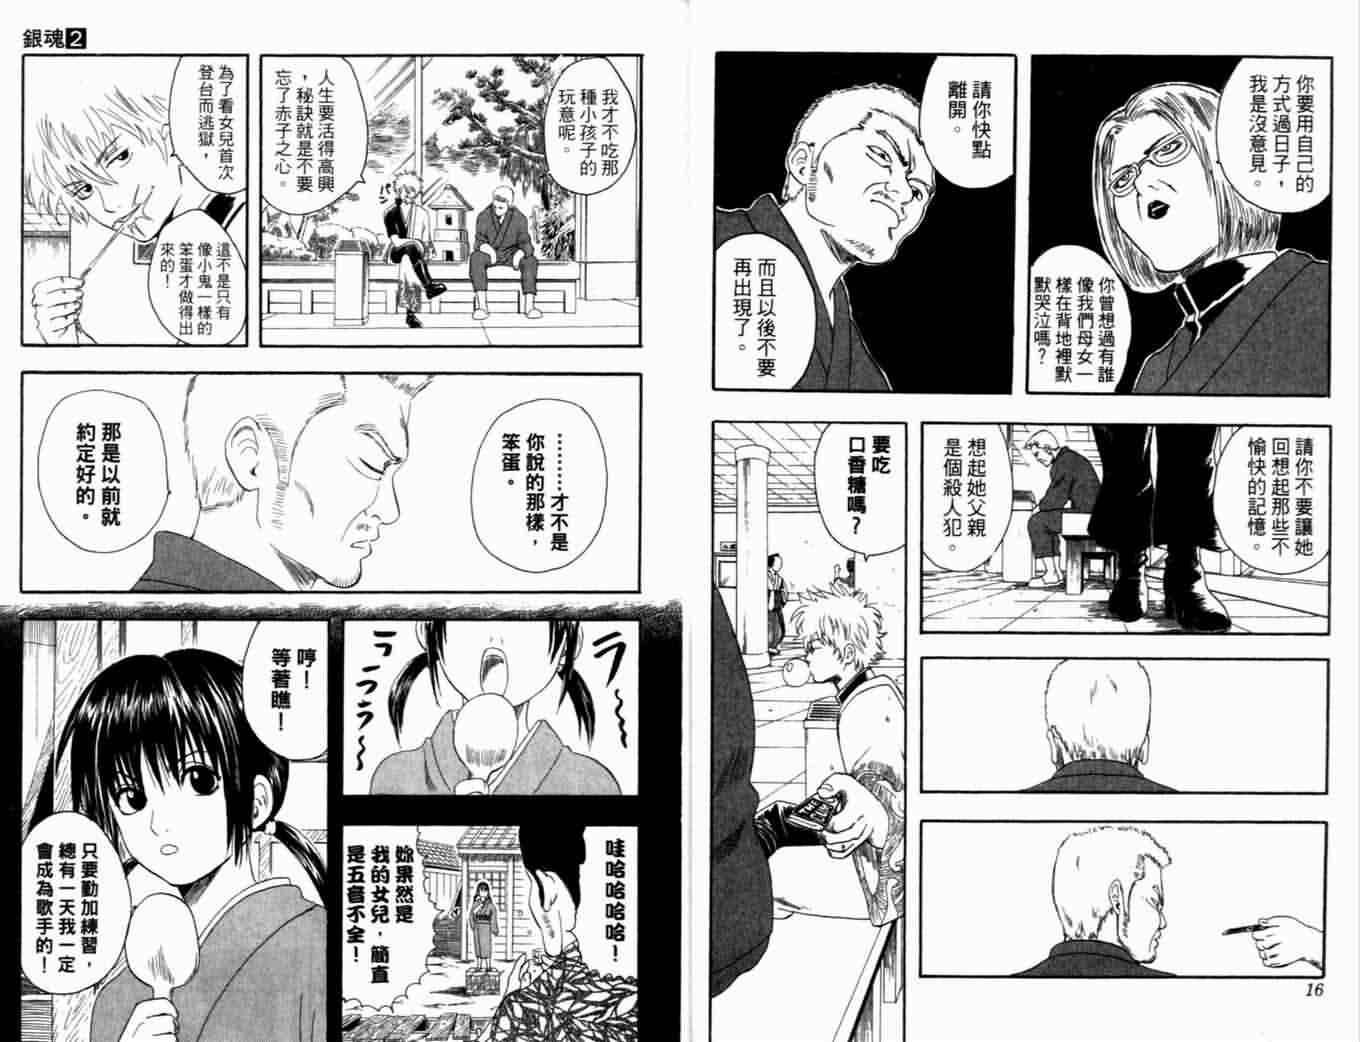 你要用自己的
方式過日子，
我是沒意見。
你曾想過有誰
像我們母女一
樣在背地裡默
默哭泣嗎？
請你快點
離開。
而且以後不要
再出現了。
請你不要讓她
回想起那些不
愉快的記憶。
想起她父親
是個殺人犯。
要吃
口香糖嗎？
16
銀魂2
我才不吃那
種小孩子的
玩意呢。
人生要活得高興
，秘訣就是不要
忘了赤子之心。
為了看女兒首次
登台而逃獄，
這不是只有
像小鬼一樣的
笨蛋才做得出
來的！
………才不是
你說的那樣，
笨蛋。
那是以前就
約定好的。
ラ
ラララ～
哇哈哈哈哈！
妳果然是
我的女兒，簡直
是五音不全！
哼！
等著瞧！
只要勤加練習，
總有一天我一定
會成為歌手的！